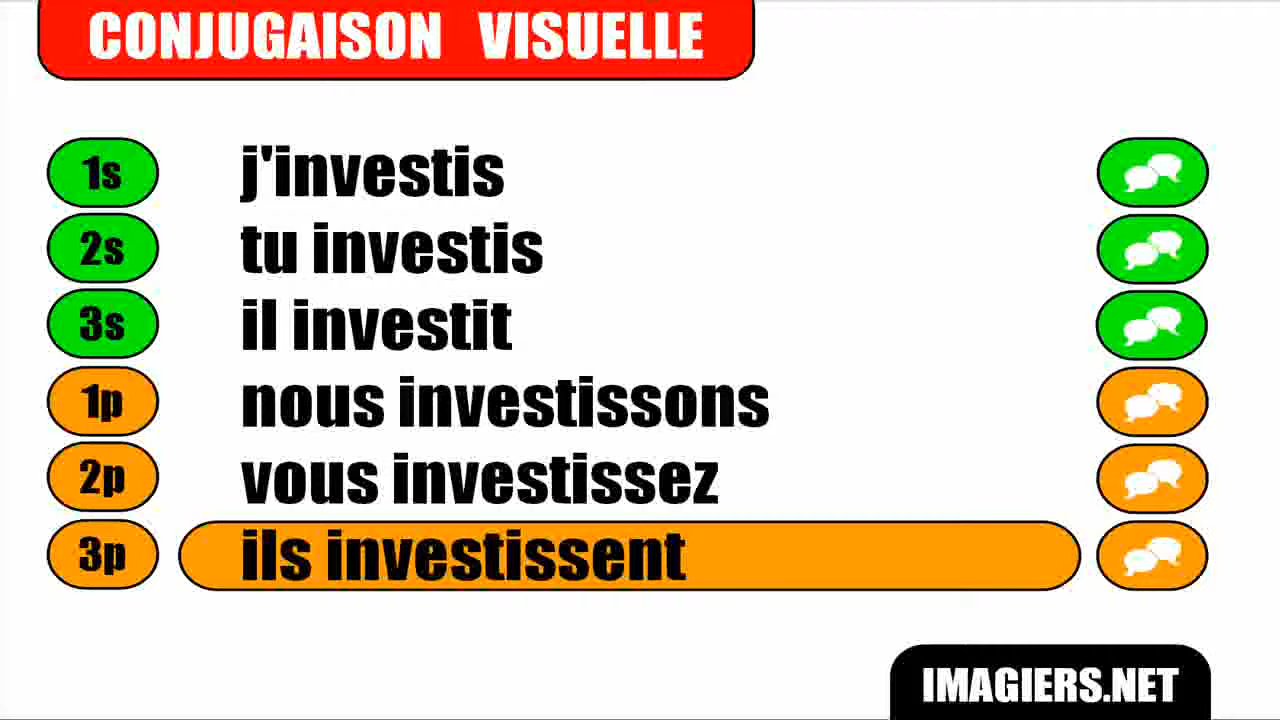 CONJUGAISON VISUELLE
1s j'investis
2s tu investis
3s il investit
1p nous investissons
2p vous investissez
3p ils investissent
IMAGIERS.NET